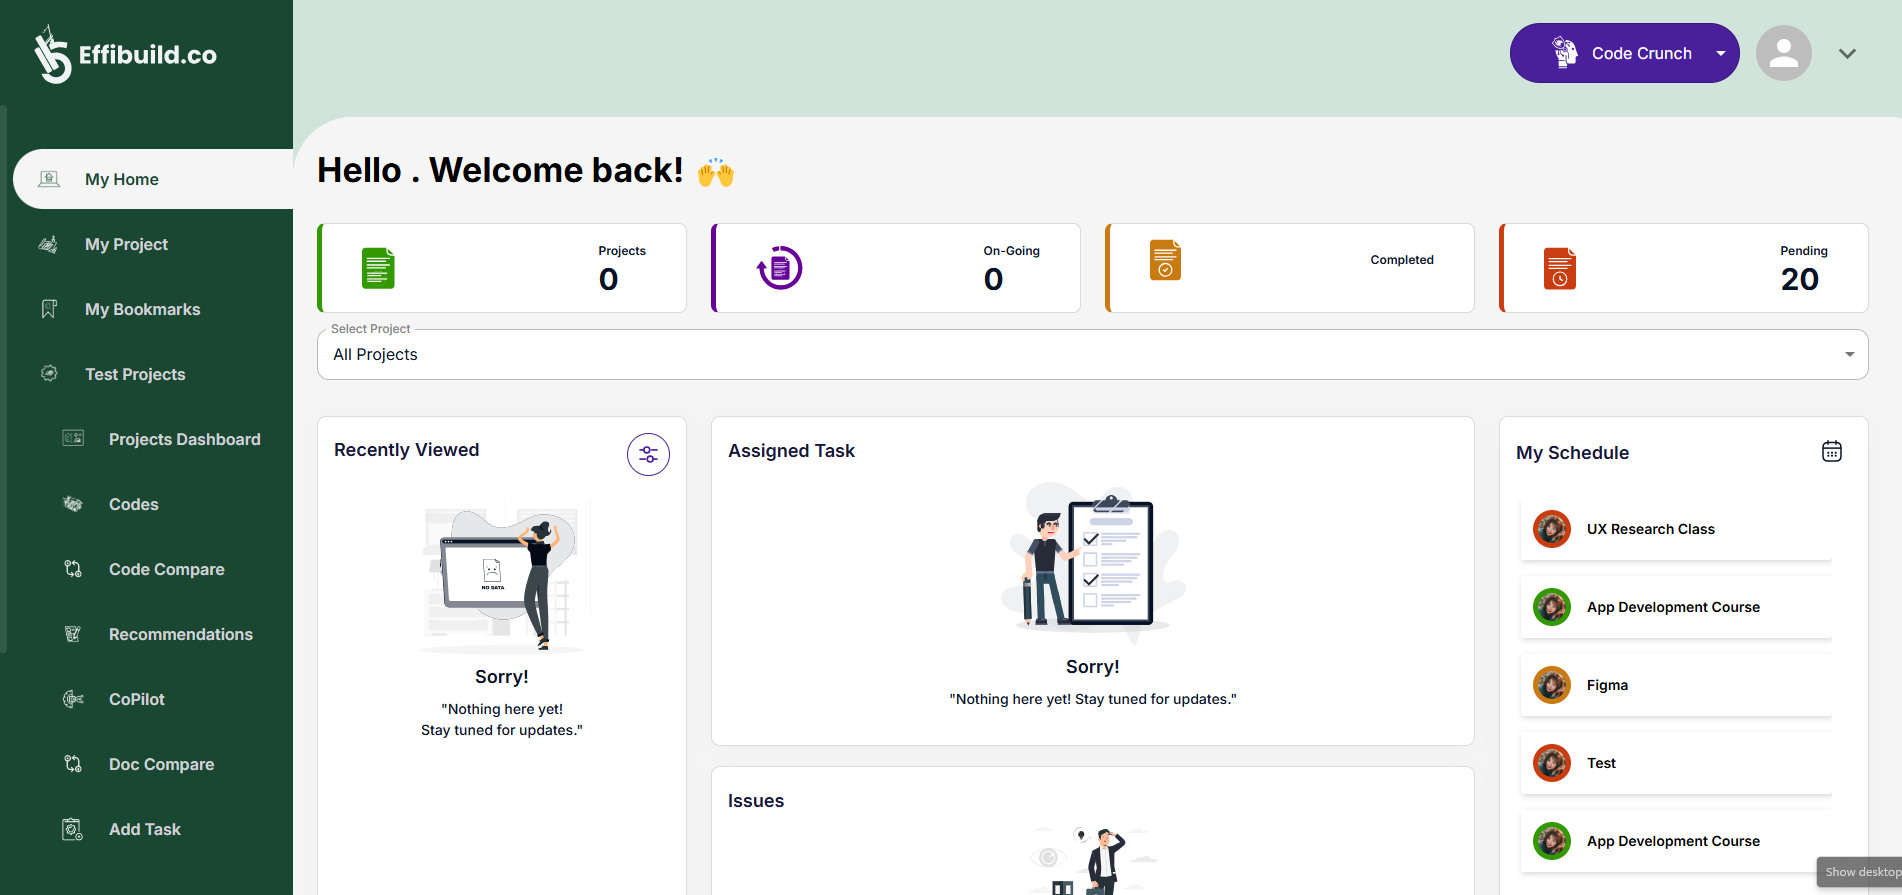 Effibuild.co
Code Crunch
My Home
My Project
My Bookmarks
Test Projects
Projects Dashboard
Codes
Code Compare
Recommendations
CoPilot
Doc Compare
Add Task
Hello . Welcome back! 🙌
Projects
0
On-Going
0
Completed
Pending
20
Select Project
All Projects
Recently Viewed
NO DATA
Sorry!
"Nothing here yet!
Stay tuned for updates."
Assigned Task
Sorry!
"Nothing here yet! Stay tuned for updates."
Issues
My Schedule
UX Research Class
App Development Course
Figma
Test
App Development Course
Show desktop